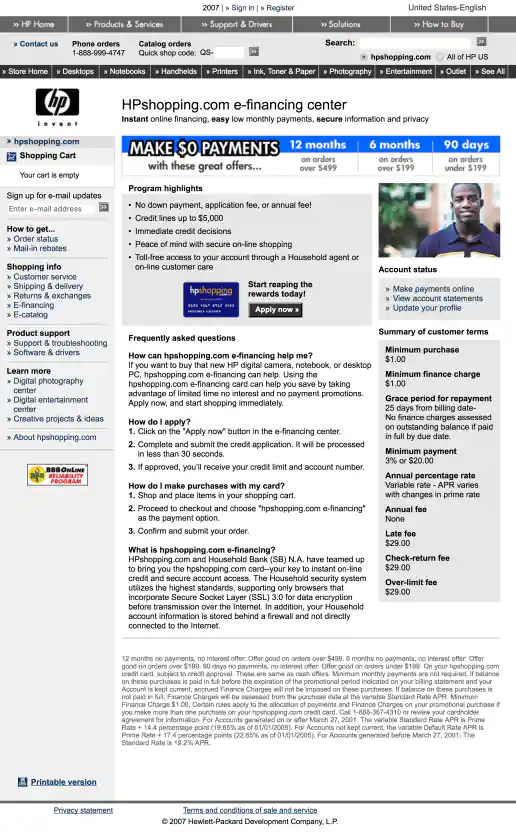 2007 | » Sign in | » Register
United States-English
» HP Home
» Products & Services
» Support & Drivers
» Solutions
» How to Buy
» Contact us
Phone orders
1-888-999-4747
Catalog orders
Quick shop code: QS-
»
Search:
»
hpshopping.com
All of HP US
» Store Home
» Desktops
» Notebooks
» Handhelds
» Printers
» Ink, Toner & Paper
» Photography
» Entertainment
» Outlet
» See All
hp
invent
HPshopping.com e-financing center
Instant online financing, easy low monthly payments, secure information and privacy
» hpshopping.com
Shopping Cart
Your cart is empty
Sign up for e-mail updates
Enter e-mail address
»
How to get...
» Order status
» Mail-in rebates
Shopping info
» Customer service
» Shipping & delivery
» Returns & exchanges
» E-financing
» E-catalog
Product support
» Support & troubleshooting
» Software & drivers
Learn more
» Digital photography
center
» Digital entertainment
center
» Creative projects & ideas
» About hpshopping.com
BBBONLINE
RELIABILITY
PROGRAM
MAKE $0 PAYMENTS
with these great offers...
12 months
on orders
over $499
6 months
on orders
over $199
90 days
on orders
under $199
Program highlights
• No down payment, application fee, or annual fee!
• Credit lines up to $5,000
• Immediate credit decisions
• Peace of mind with secure on-line shopping
• Toll-free access to your account through a Household agent or
on-line customer care
hpshopping
Start reaping the
rewards today!
Apply now »
Frequently asked questions
How can hpshopping.com e-financing help me?
If you want to buy that new HP digital camera, notebook, or desktop
PC, hpshopping.com e-financing can help. Using the
hpshopping.com e-financing card can help you save by taking
advantage of limited time no interest and no payment promotions.
Apply now, and start shopping immediately.
How do I apply?
1. Click on the "Apply now" button in the e-financing center.
2. Complete and submit the credit application. It will be processed
in less than 30 seconds.
3. If approved, you'll receive your credit limit and account number.
How do I make purchases with my card?
1. Shop and place items in your shopping cart.
2. Proceed to checkout and choose "hpshopping.com e-financing"
as the payment option.
3. Confirm and submit your order.
What is hpshopping.com e-financing?
HPshopping.com and Household Bank (SB) N.A. have teamed up
to bring you the hpshopping.com card--your key to instant on-line
credit and secure account access. The Household security system
utilizes the highest standards, supporting only browsers that
incorporate Secure Socket Layer (SSL) 3.0 for data encryption
before transmission over the Internet. In addition, your Household
account information is stored behind a firewall and not directly
connected to the Internet.
Account status
» Make payments online
» View account statements
» Update your profile
Summary of customer terms
Minimum purchase
$1.00
Minimum finance charge
$1.00
Grace period for repayment
25 days from billing date-
No finance charges assessed
on outstanding balance if paid
in full by due date.
Minimum payment
3% or $20.00
Annual percentage rate
Variable rate - APR varies
with changes in prime rate
Annual fee
None
Late fee
$29.00
Check-return fee
$29.00
Over-limit fee
$29.00
12 months no payments, no interest offer: Offer good on orders over $499. 6 months no payments, no interest offer: Offer
good on orders over $199. 90 days no payments, no interest offer: Offer good on orders under $199. On your hpshopping.com
credit card, subject to credit approval. These are same as cash offers. Minimum monthly payments are not required. If balance
on these purchases is paid in full before the expiration of the promotional period indicated on your billing statement and your
Account is kept current, accrued Finance Charges will not be imposed on these purchases. If balance on these purchases is
not paid in full, Finance Charges will be assessed from the purchase date at the variable Standard Rate APR. Minimum
Finance Charge $1.00. Certain rules apply to the allocation of payments and Finance Charges on your promotional purchase if
you make more than one purchase on your hpshopping.com credit card. Call 1-888-367-4310 or review your cardholder
agreement for information. For Accounts generated on or after March 27, 2001 The variable Standard Rate APR is Prime
Rate + 14.4 percentage point (19.65% as of 01/01/2005). For Accounts not kept current, the variable Default Rate APR is
Prime Rate + 17.4 percentage points (22.65% as of 01/01/2005). For Accounts generated before March 27, 2001: The
Standard Rate is 19.2% APR.
Printable version
Privacy statement
Terms and conditions of sale and service
© 2007 Hewlett-Packard Development Company, L.P.